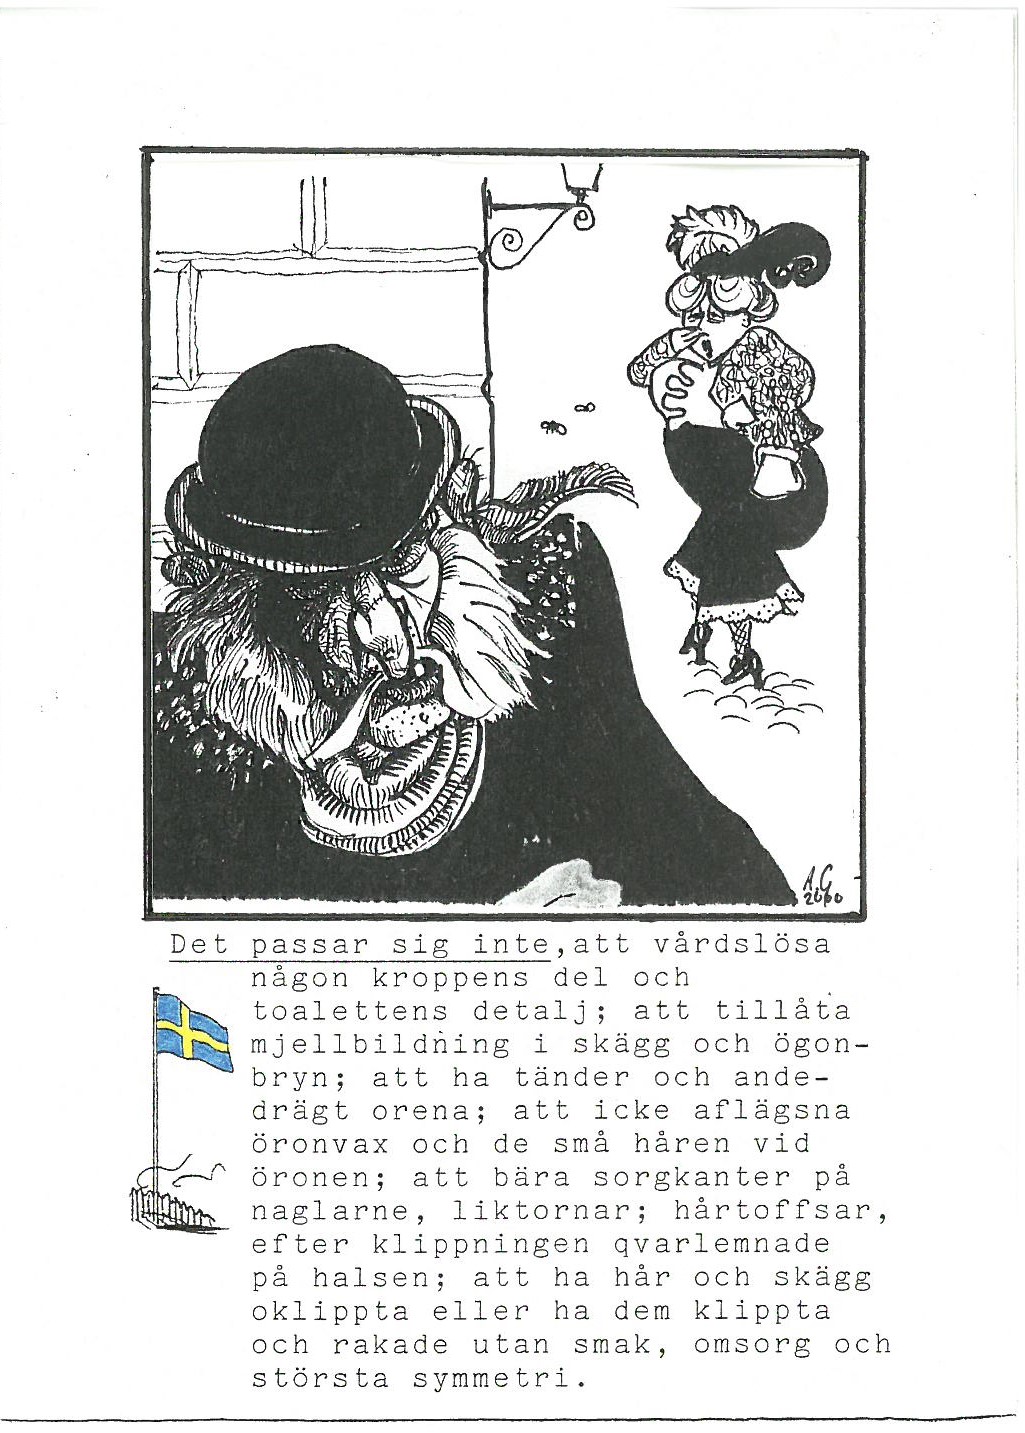 A.G
2000
Det passar sig inte,att vårdslösa
någon kroppens del och
toalettens detalj; att tillåta
mjellbildning i skägg och ögon-
bryn; att ha tänder och ande-
drägt orena; att icke aflägsna
öronvax och de små håren vid
öronen; att bära sorgkanter på
naglarne, liktornar; hårtoffsar,
efter klippningen qvarlemnade
på halsen; att ha hår och skägg
oklippta eller ha dem klippta
och rakade utan smak, omsorg och
största symmetri.